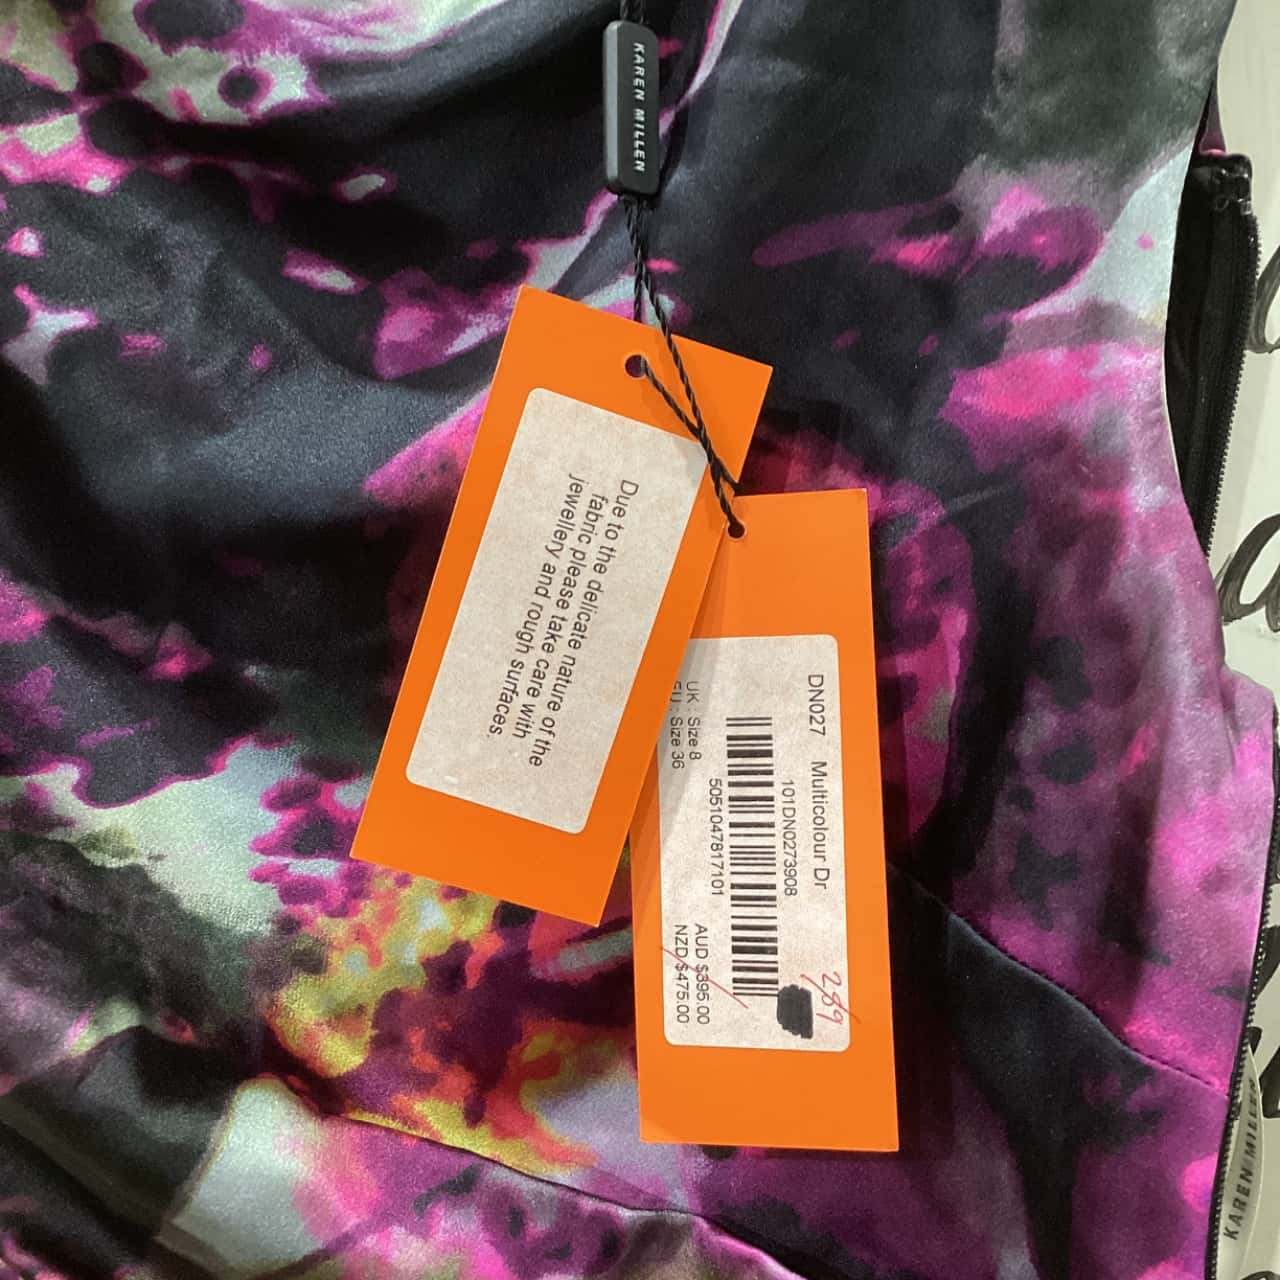 KAREN MILLEN
Due to the delicate nature of the
fabric please take care with
jewellery and rough surfaces.
DN027 Multicolour Dr
101DN0273908
5051047817101
UK : Size 8
EU : Size 36
AUD $395.00
NZD $475.00
289
KAREN MILLEN